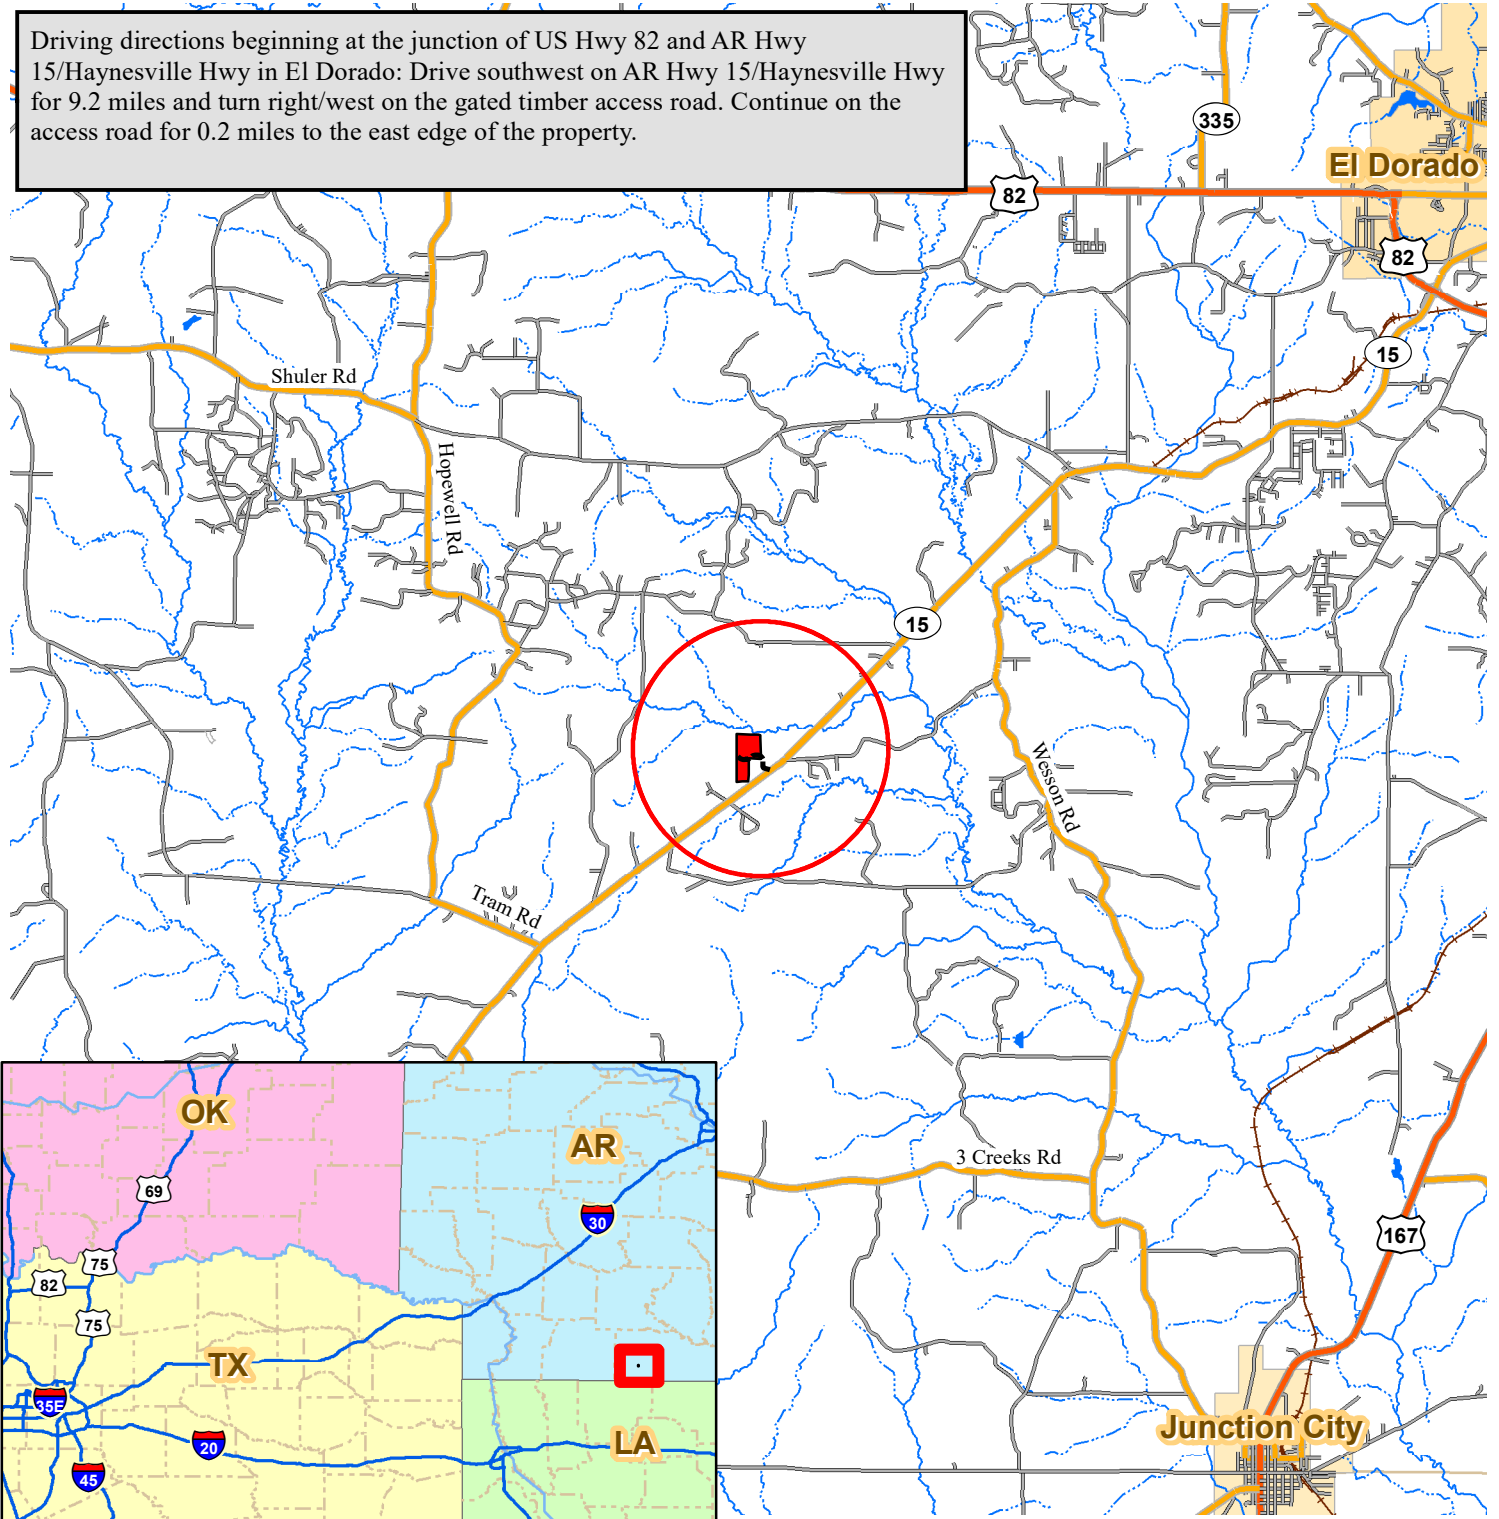 Driving directions beginning at the junction of US Hwy 82 and AR Hwy
15/Haynesville Hwy in El Dorado: Drive southwest on AR Hwy 15/Haynesville Hwy
for 9.2 miles and turn right/west on the gated timber access road. Continue on the
access road for 0.2 miles to the east edge of the property.
335
El Dorado
82
82
15
Shuler Rd
Hopewell Rd
15
Wesson Rd
Tram Rd
3 Creeks Rd
167
Junction City
OK
AR
69
30
75
82
75
TX
35E
20
LA
45